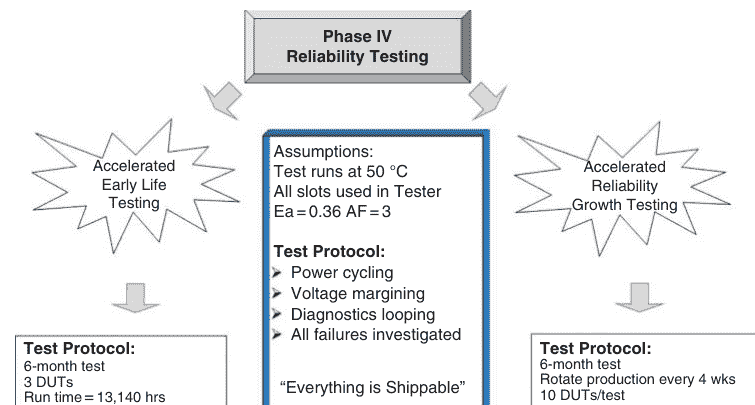 Phase IV
Reliability Testing
Accelerated
Early Life
Testing
Assumptions:
Test runs at 50 °C
All slots used in Tester
Ea=0.36 AF=3
Test Protocol:
Power cycling
Voltage margining
Diagnostics looping
All failures investigated
“Everything is Shippable”
Accelerated
Reliability
Growth Testing
Test Protocol:
6-month test
3 DUTs
Run time=13,140 hrs
Test Protocol:
6-month test
Rotate production every 4 wks
10 DUTs/test